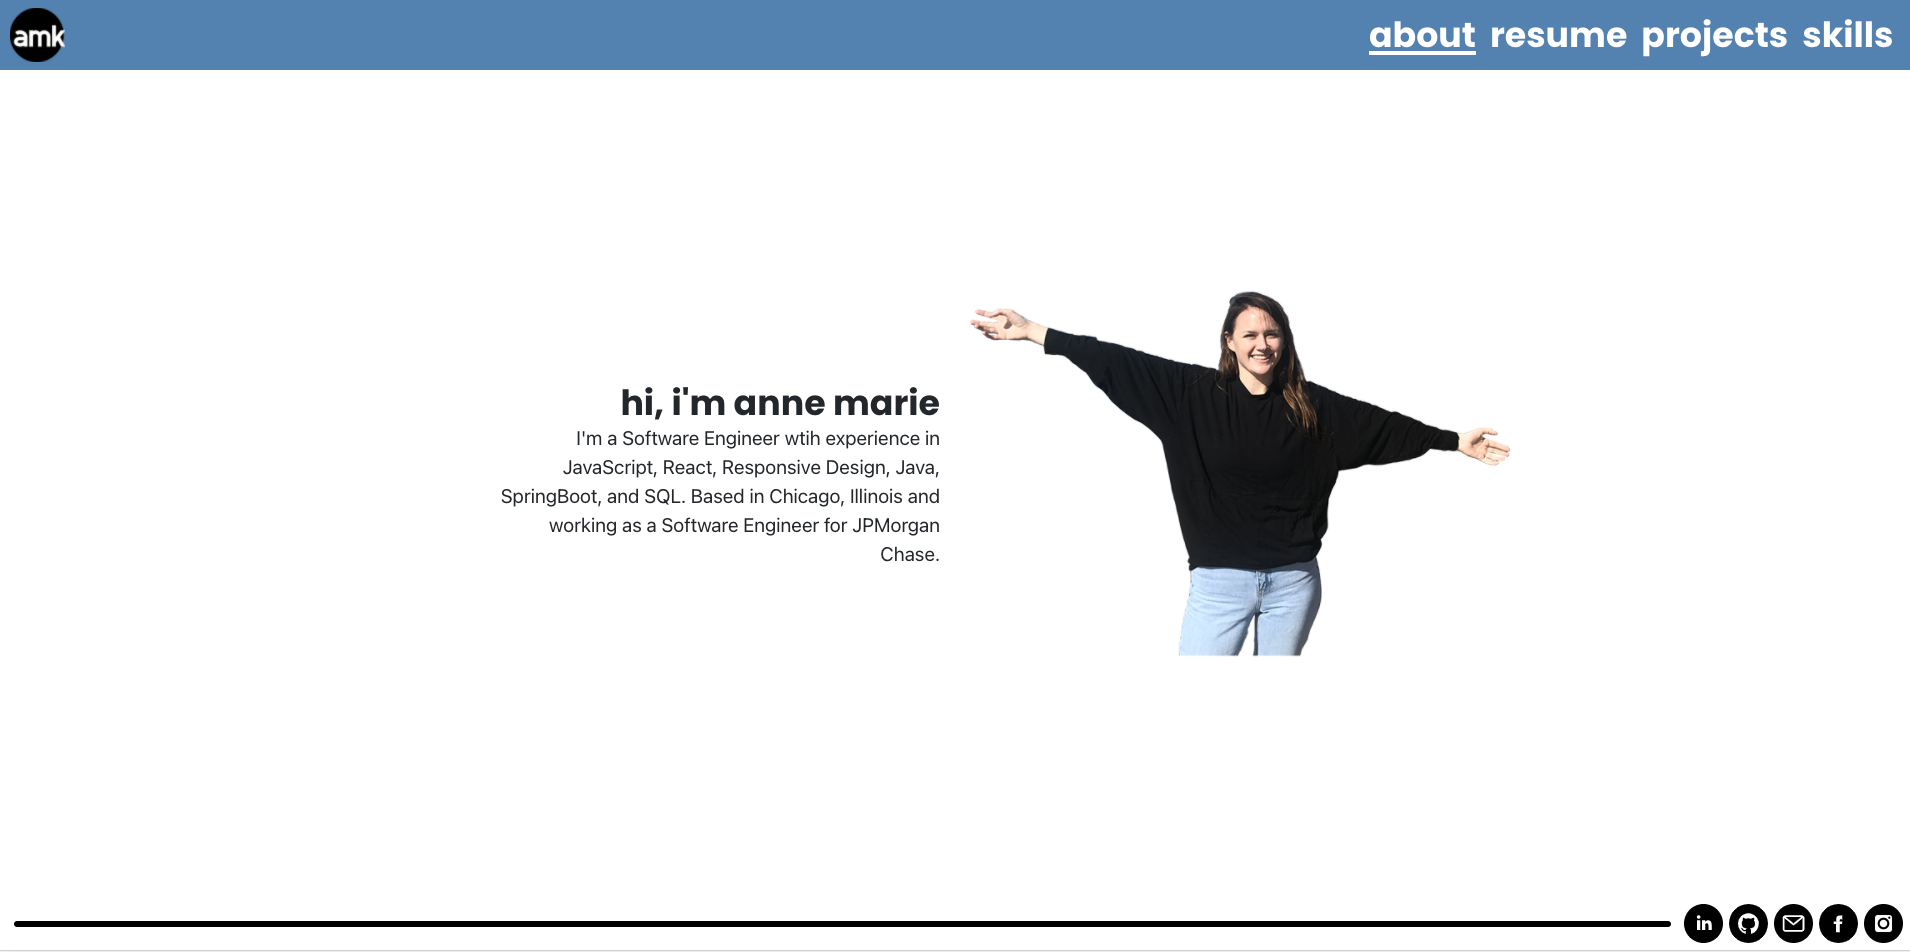 amk
about resume projects skills
hi, i'm anne marie
I'm a Software Engineer wtih experience in
JavaScript, React, Responsive Design, Java,
SpringBoot, and SQL. Based in Chicago, Illinois and
working as a Software Engineer for JPMorgan
Chase.
in
f